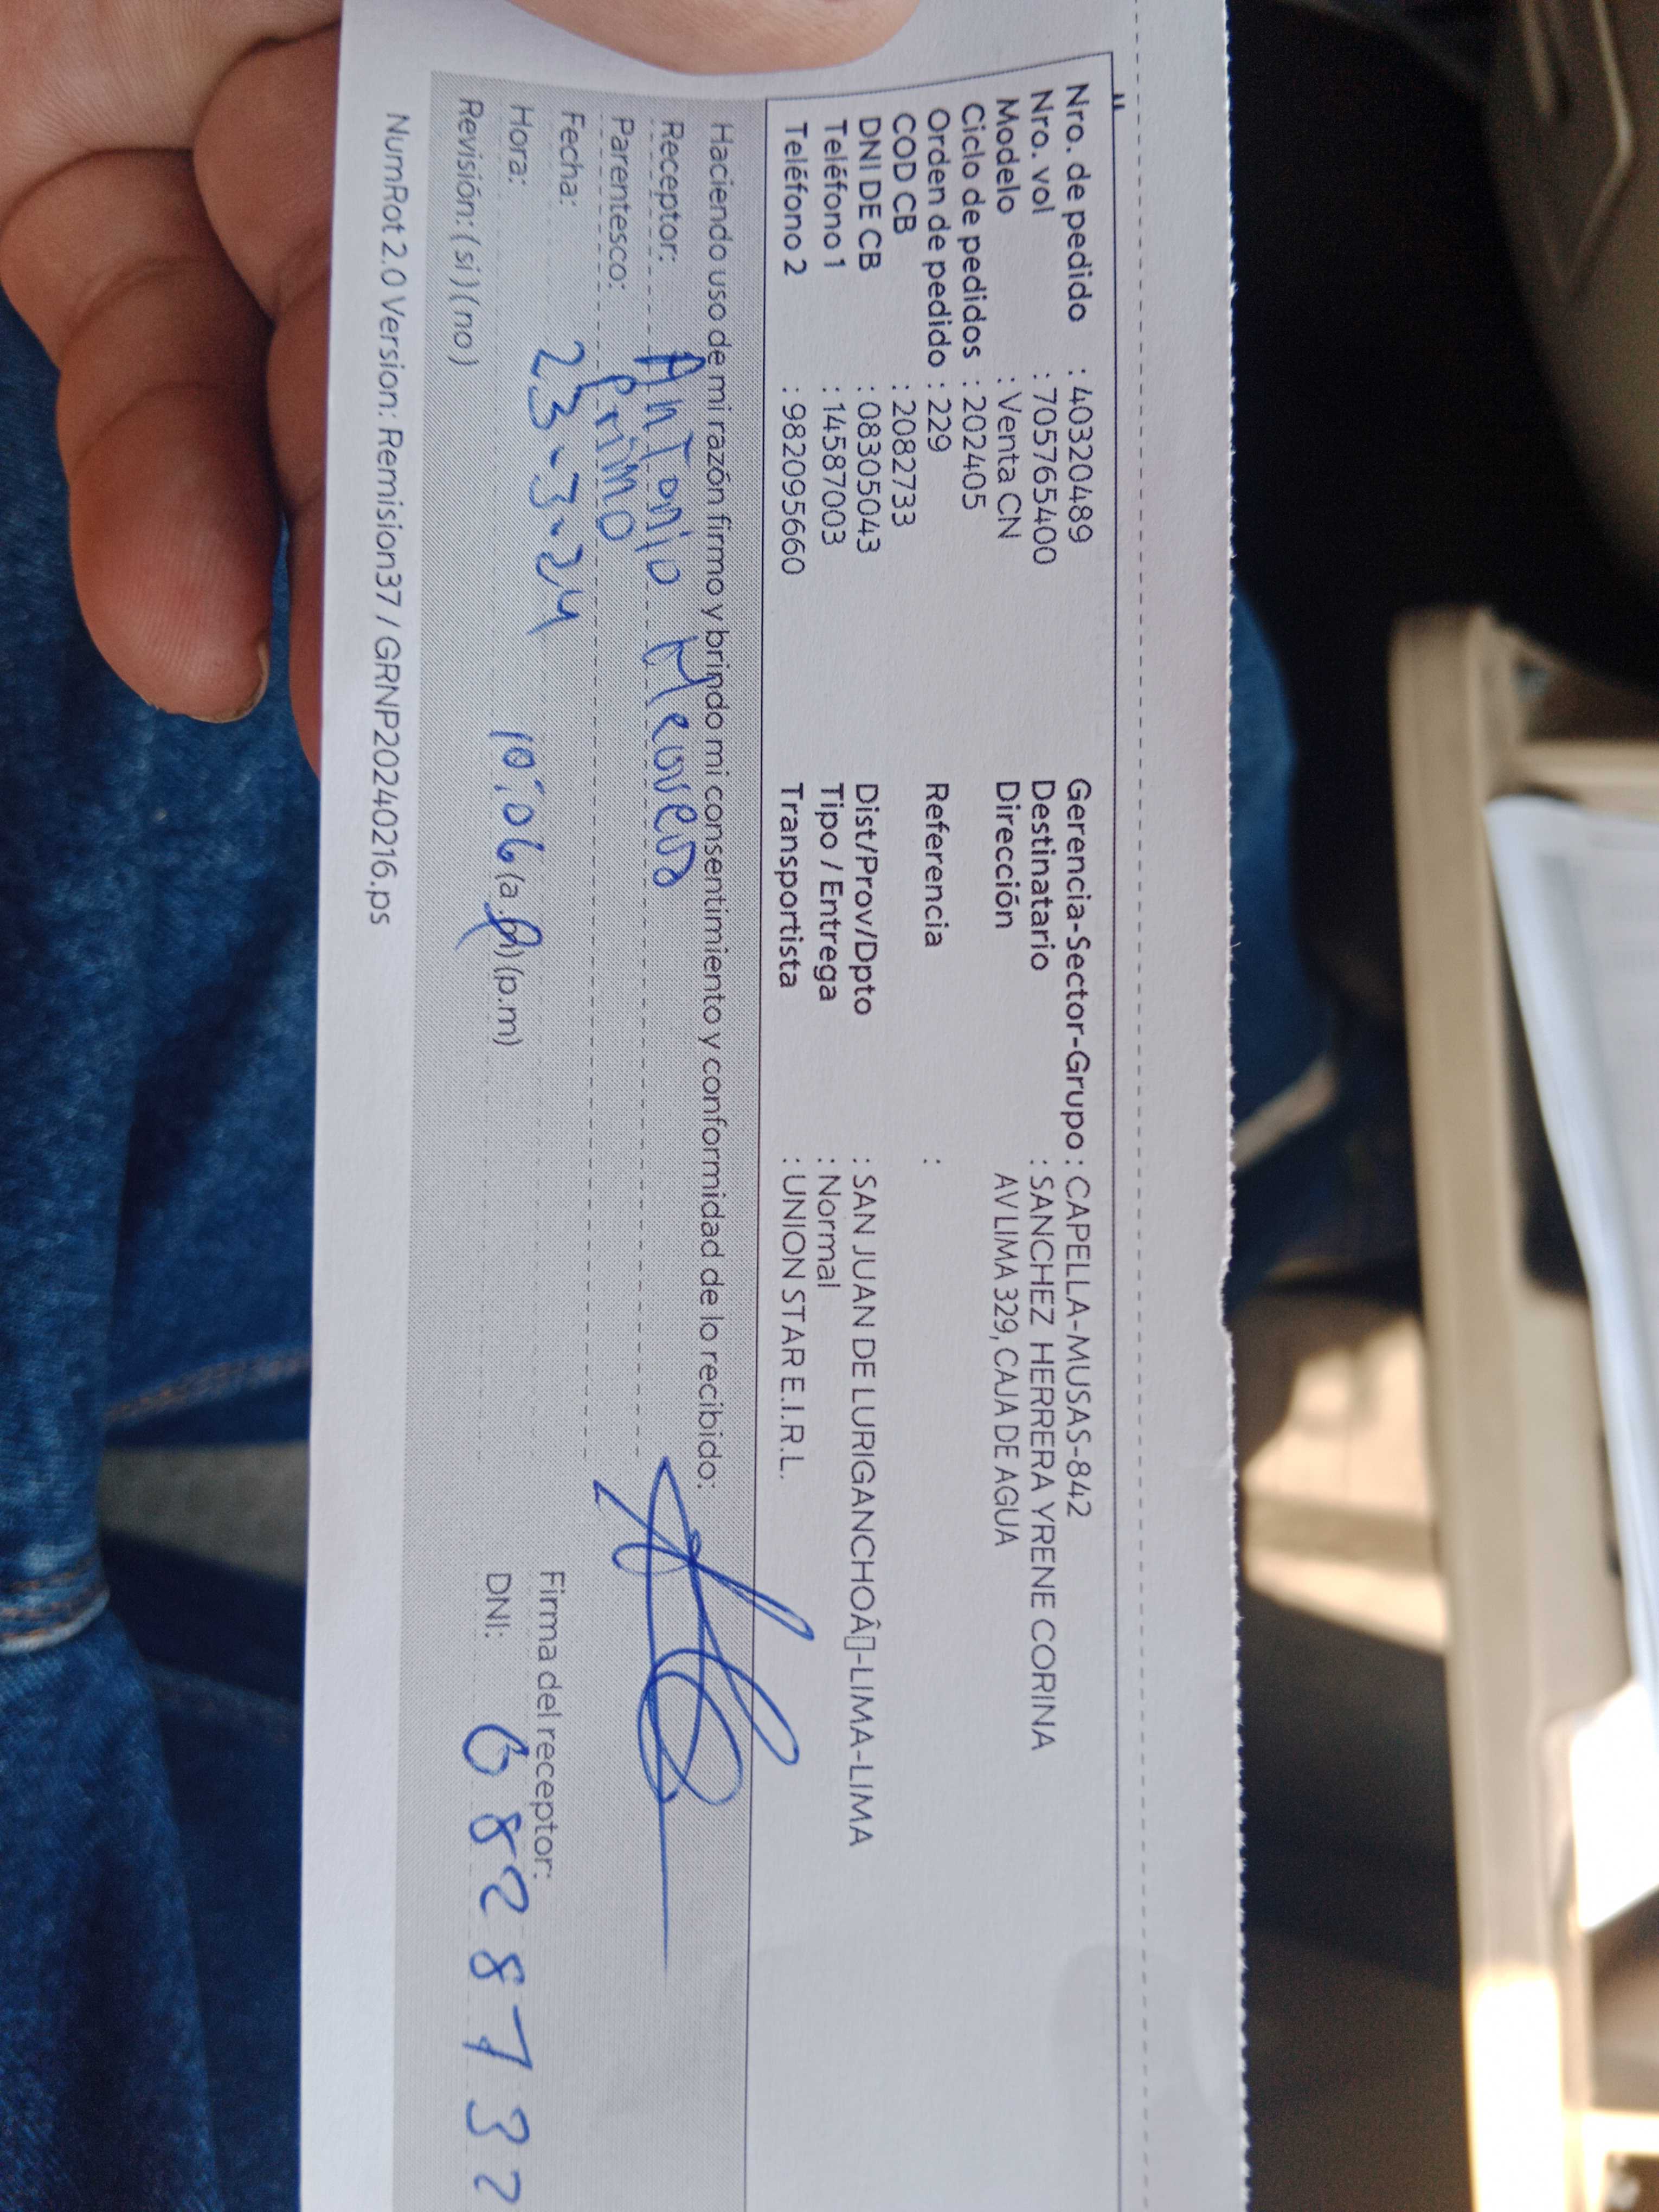 Nro. de pedido : 40320489 Gerencia-Sector-Grupo : CAPELLA-MUSAS-842
Nro. vol : 705765400 Destinatario : SANCHEZ HERRERA YRENE CORINA
Modelo : Venta CN Dirección AV LIMA 329, CAJA DE AGUA
Ciclo de pedidos : 202405
Orden de pedido : 229 Referencia :
COD CB : 2082733
DNI DE CB : 08305043 Dist/Prov/Dpto : SAN JUAN DE LURIGANCHOÂ▯-LIMA-LIMA
Teléfono 1 : 14587003 Tipo / Entrega : Normal
Teléfono 2 : 982095660 Transportista : UNION STAR E.I.R.L.
Haciendo uso de mi razón firmo y brindo mi consentimiento y conformidad de lo recibido:
Receptor: Antonio
Parentesco: Primo
Fecha: 23-3-24 Firma del receptor:
Hora: 10:06 (a.m) (p.m) DNI: 08287132
Revisión: (si) (no)
NumRot 2.0 Version: Remision37 / GRNP20240216.ps